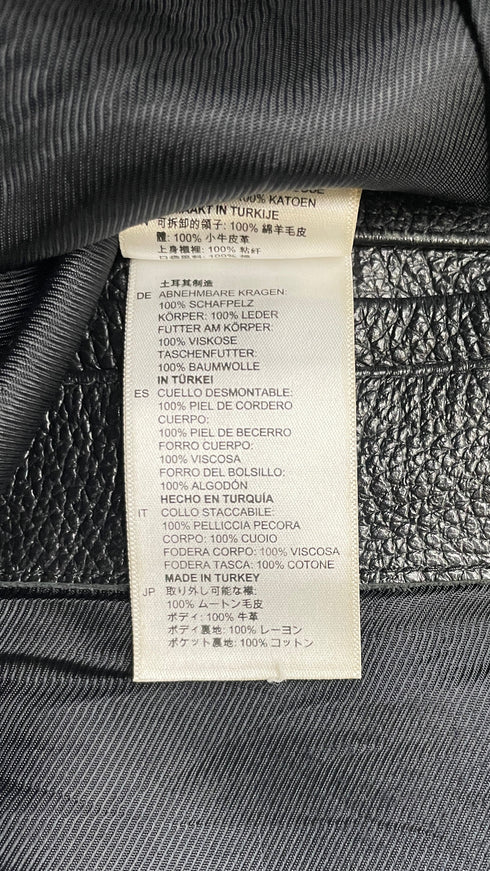 100% KATOEN
MAAKT IN TURKIJE
可拆卸的領子: 100% 綿羊毛皮
體: 100% 小牛皮革
上身襯裡: 100% 粘纤
土耳其制造
DE ABNEHMBARE KRAGEN:
100% SCHAFPELZ
KÖRPER: 100% LEDER
FUTTER AM KÖRPER:
100% VISKOSE
TASCHENFUTTER:
100% BAUMWOLLE
IN TÜRKEI
ES CUELLO DESMONTABLE:
100% PIEL DE CORDERO
CUERPO:
100% PIEL DE BECERRO
FORRO CUERPO:
100% VISCOSA
FORRO DEL BOLSILLO:
100% ALGODÓN
HECHO EN TURQUÍA
IT COLLO STACCABILE:
100% PELLICCIA PECORA
CORPO: 100% CUOIO
FODERA CORPO: 100% VISCOSA
FODERA TASCA: 100% COTONE
MADE IN TURKEY
JP 取り外し可能な襟:
100% ムートン毛皮
ボディ: 100% 牛革
ボディ裏地: 100% レーヨン
ポケット裏地: 100% コットン